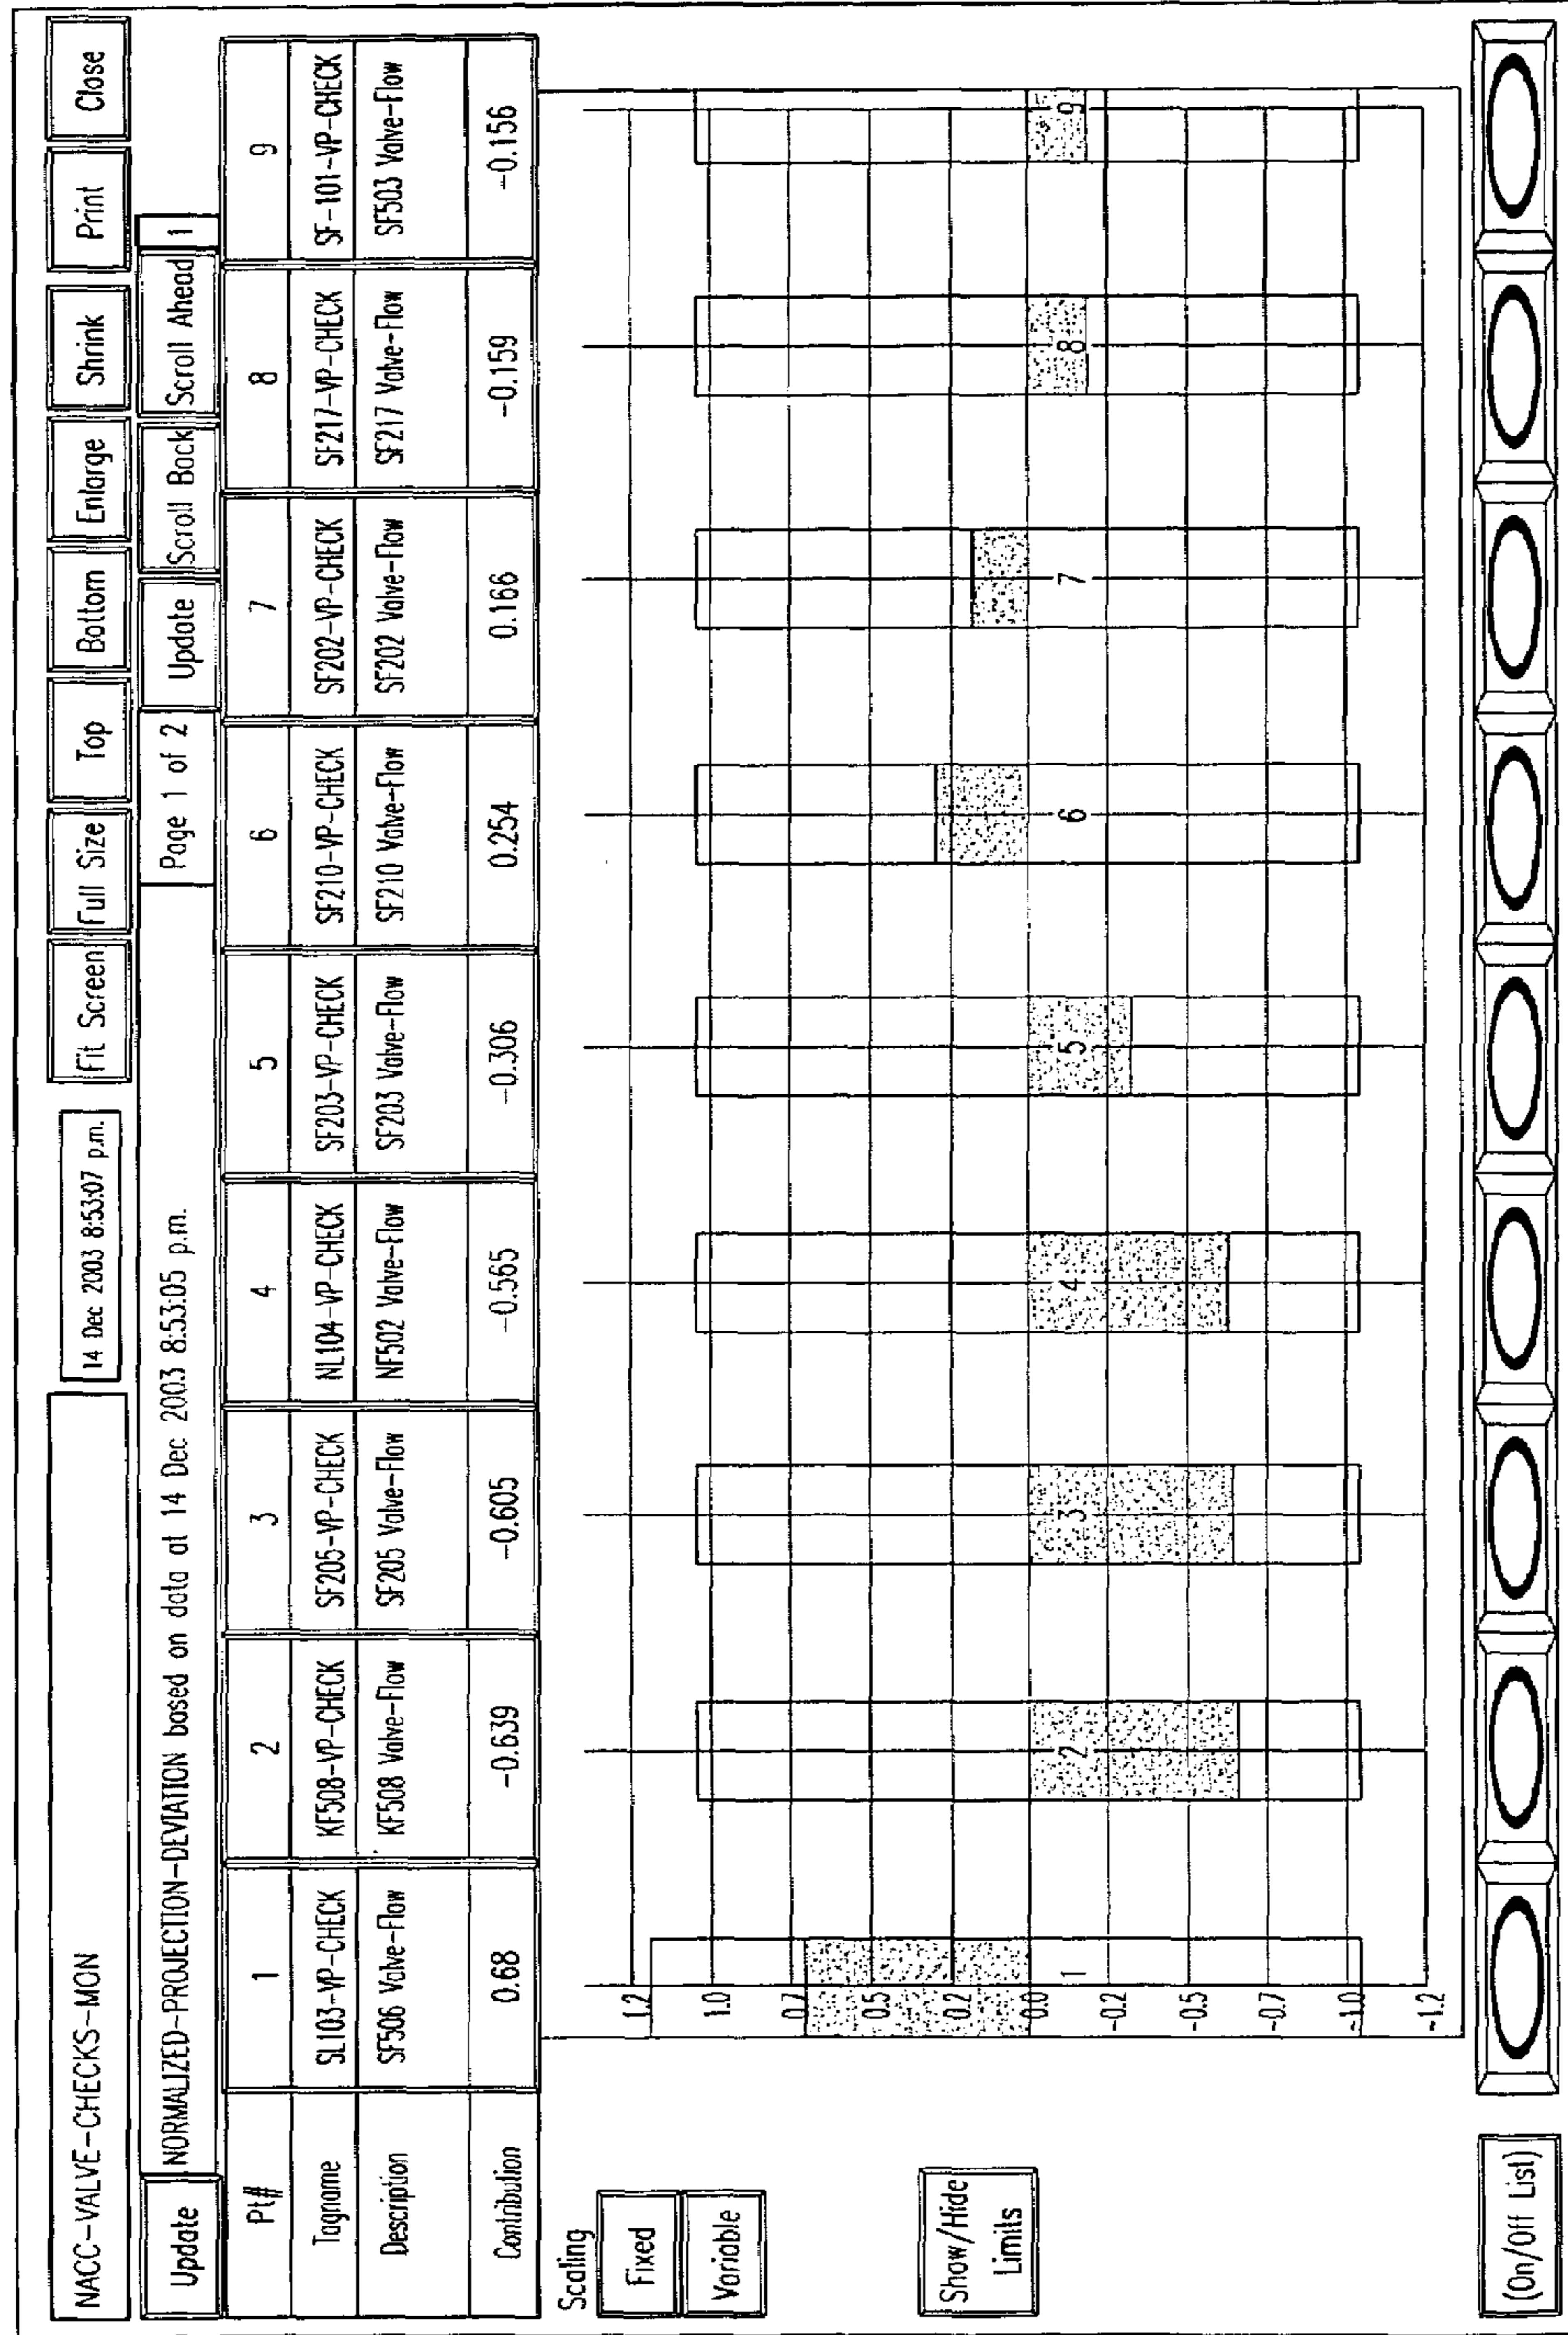 NACC-VALVE-CHECKS-MON
14 Dec 2003 8:53:07 p.m.
Fit Screen Full Size Top Bottom Enlarge Shrink Print Close
Update NORMALIZED-PROJECTION-DEVIATION based on data at 14 Dec 2003 8:53:05 p.m. Page 1 of 2 Update Scroll Back Scroll Ahead 1
Pt# 1 2 3 4 5 6 7 8 9
Tagname SL103-VP-CHECK KF508-VP-CHECK SF205-VP-CHECK NL104-VP-CHECK SF203-VP-CHECK SF210-VP-CHECK SF202-VP-CHECK SF217-VP-CHECK SF-101-VP-CHECK
Description SF506 Valve-Flow KF508 Valve-Flow SF205 Valve-Flow NF502 Valve-Flow SF203 Valve-Flow SF210 Valve-Flow SF202 Valve-Flow SF217 Valve-Flow SF503 Valve-Flow
Contribution 0.68 -0.639 -0.605 -0.565 -0.306 0.254 0.166 -0.159 -0.156
Scaling
Fixed
Variable
Show/Hide
Limits
1.2
1.0
0.7
0.5
0.2
0.0
-0.2
-0.5
-0.7
-1.0
-1.2
1 2 3 4 5 6 7 8 9
(On/Off List)